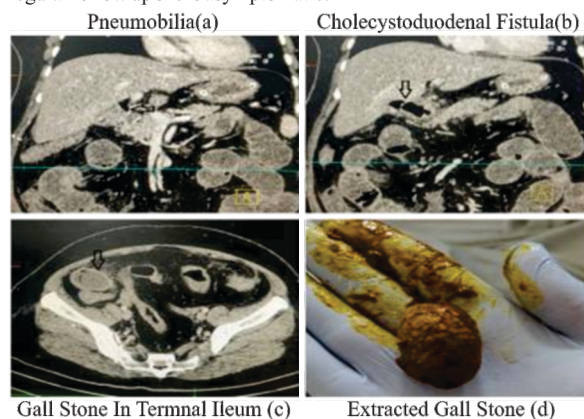 Pneumobilia(a)
Cholecystoduodenal Fistula(b)
Gall Stone In Termnal Ileum (c)
Extracted Gall Stone (d)